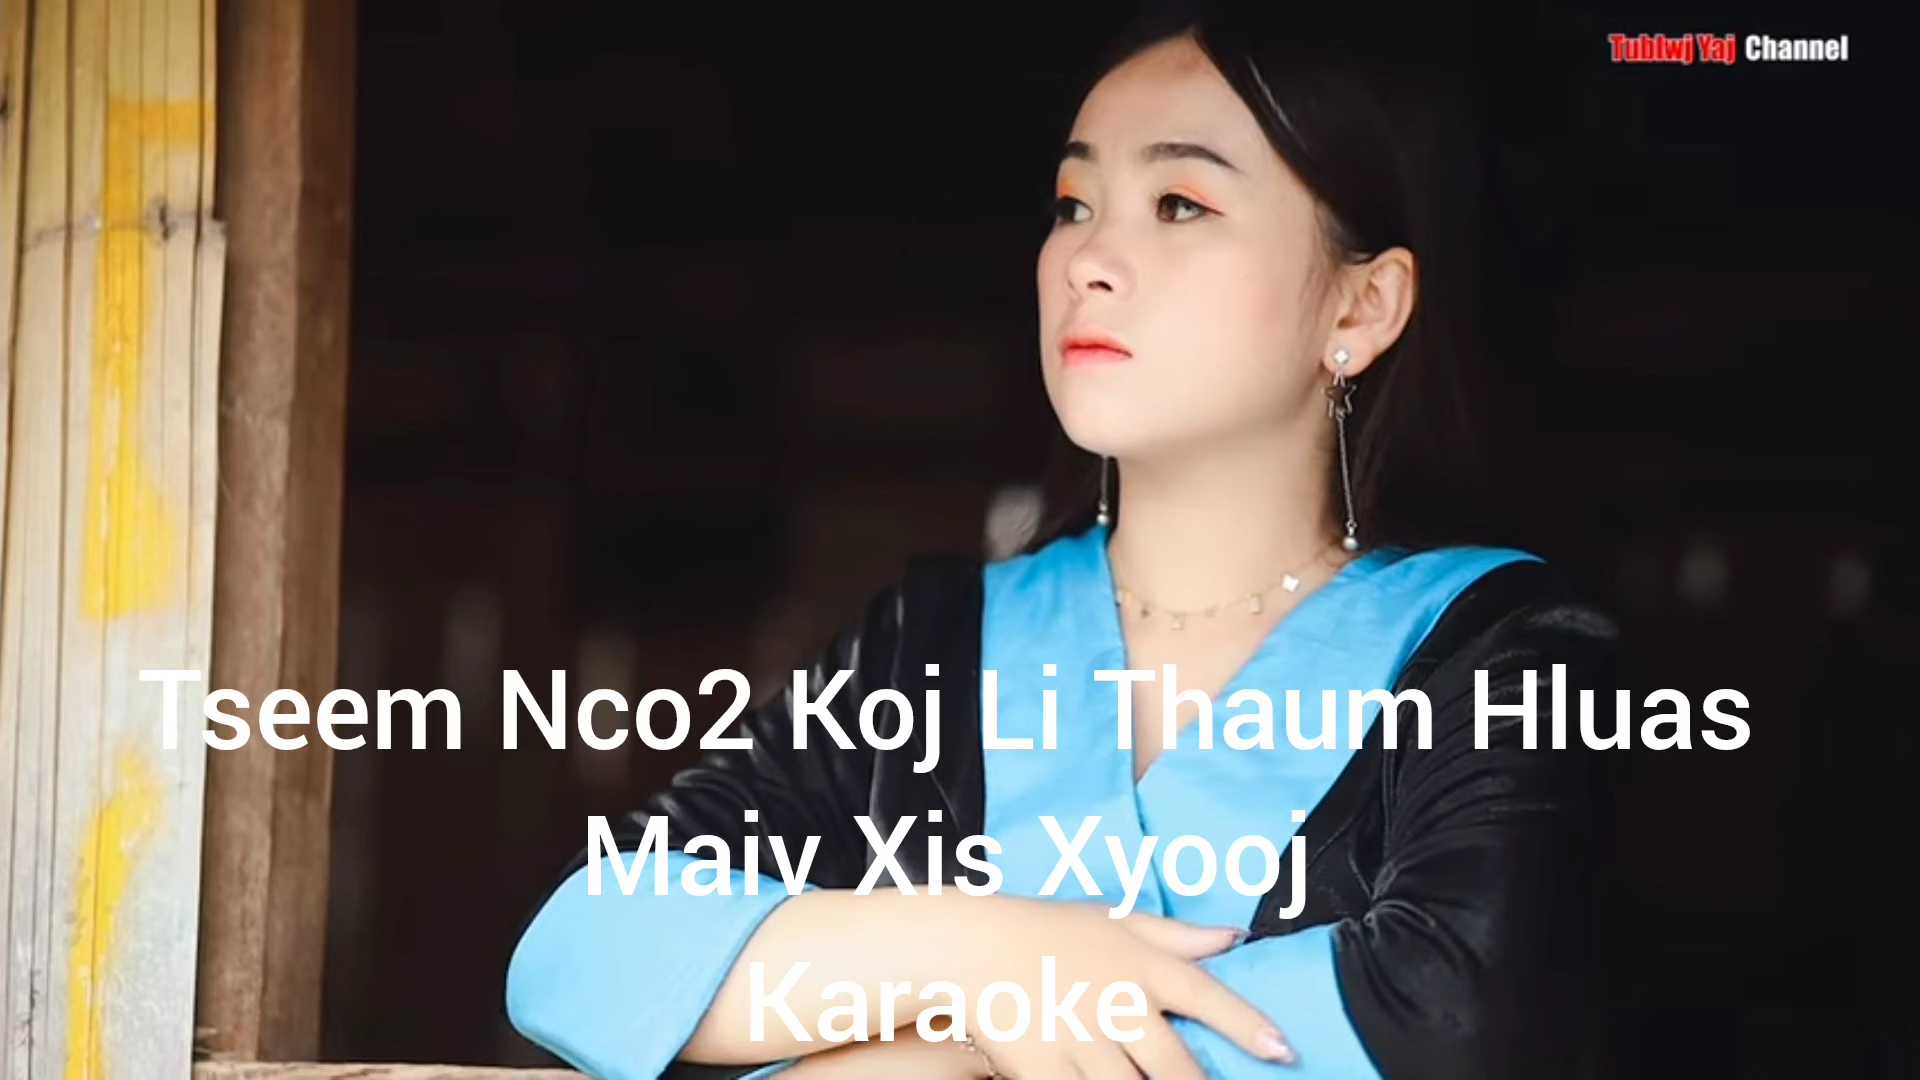 Tublwj Yaj Channel
Tseem Nco2 Koj Li Thaum Hluas
Maiv Xis Xyooj
Karaoke